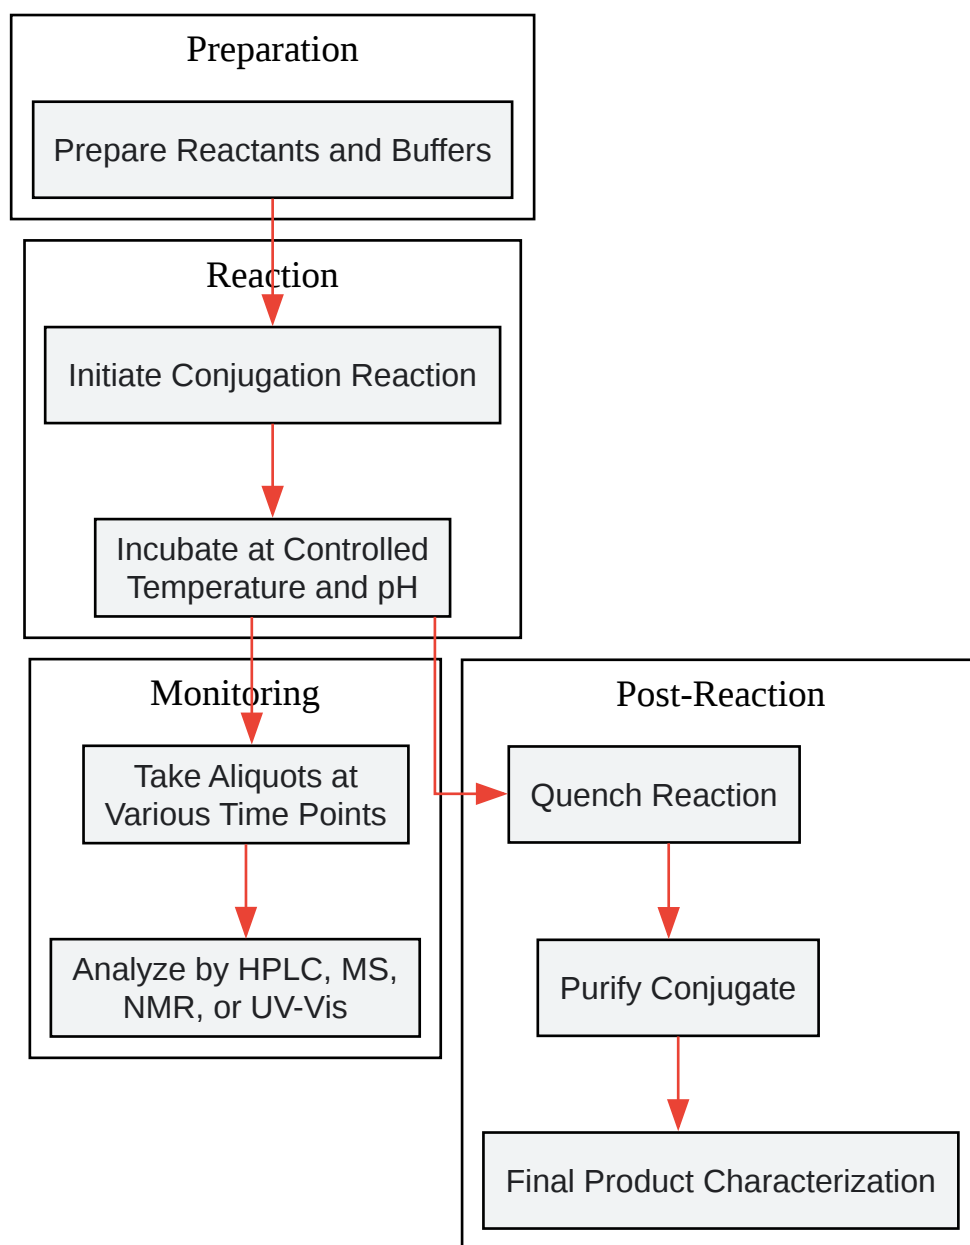 Preparation
Prepare Reactants and Buffers
Reaction
Initiate Conjugation Reaction
Incubate at Controlled
Temperature and pH
Monitoring
Take Aliquots at
Various Time Points
Analyze by HPLC, MS,
NMR, or UV-Vis
Post-Reaction
Quench Reaction
Purify Conjugate
Final Product Characterization